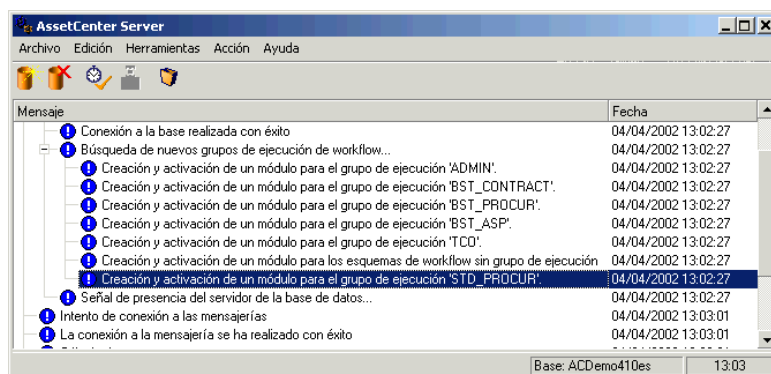 AssetCenter Server
Archivo Edición Herramientas Acción Ayuda
Mensaje Fecha
Conexión a la base realizada con éxito 04/04/2002 13:02:27
Búsqueda de nuevos grupos de ejecución de workflow... 04/04/2002 13:02:27
Creación y activación de un módulo para el grupo de ejecución 'ADMIN'. 04/04/2002 13:02:27
Creación y activación de un módulo para el grupo de ejecución 'BST_CONTRACT'. 04/04/2002 13:02:27
Creación y activación de un módulo para el grupo de ejecución 'BST_PROCUR'. 04/04/2002 13:02:27
Creación y activación de un módulo para el grupo de ejecución 'BST_ASP'. 04/04/2002 13:02:27
Creación y activación de un módulo para el grupo de ejecución 'TCO'. 04/04/2002 13:02:27
Creación y activación de un módulo para los esquemas de workflow sin grupo de ejecución 04/04/2002 13:02:27
Creación y activación de un módulo para el grupo de ejecución 'STD_PROCUR'. 04/04/2002 13:02:27
Señal de presencia del servidor de la base de datos... 04/04/2002 13:02:27
Intento de conexión a las mensajerías 04/04/2002 13:03:01
La conexión a la mensajería se ha realizado con éxito 04/04/2002 13:03:01
Base: ACDemo410es 13:03